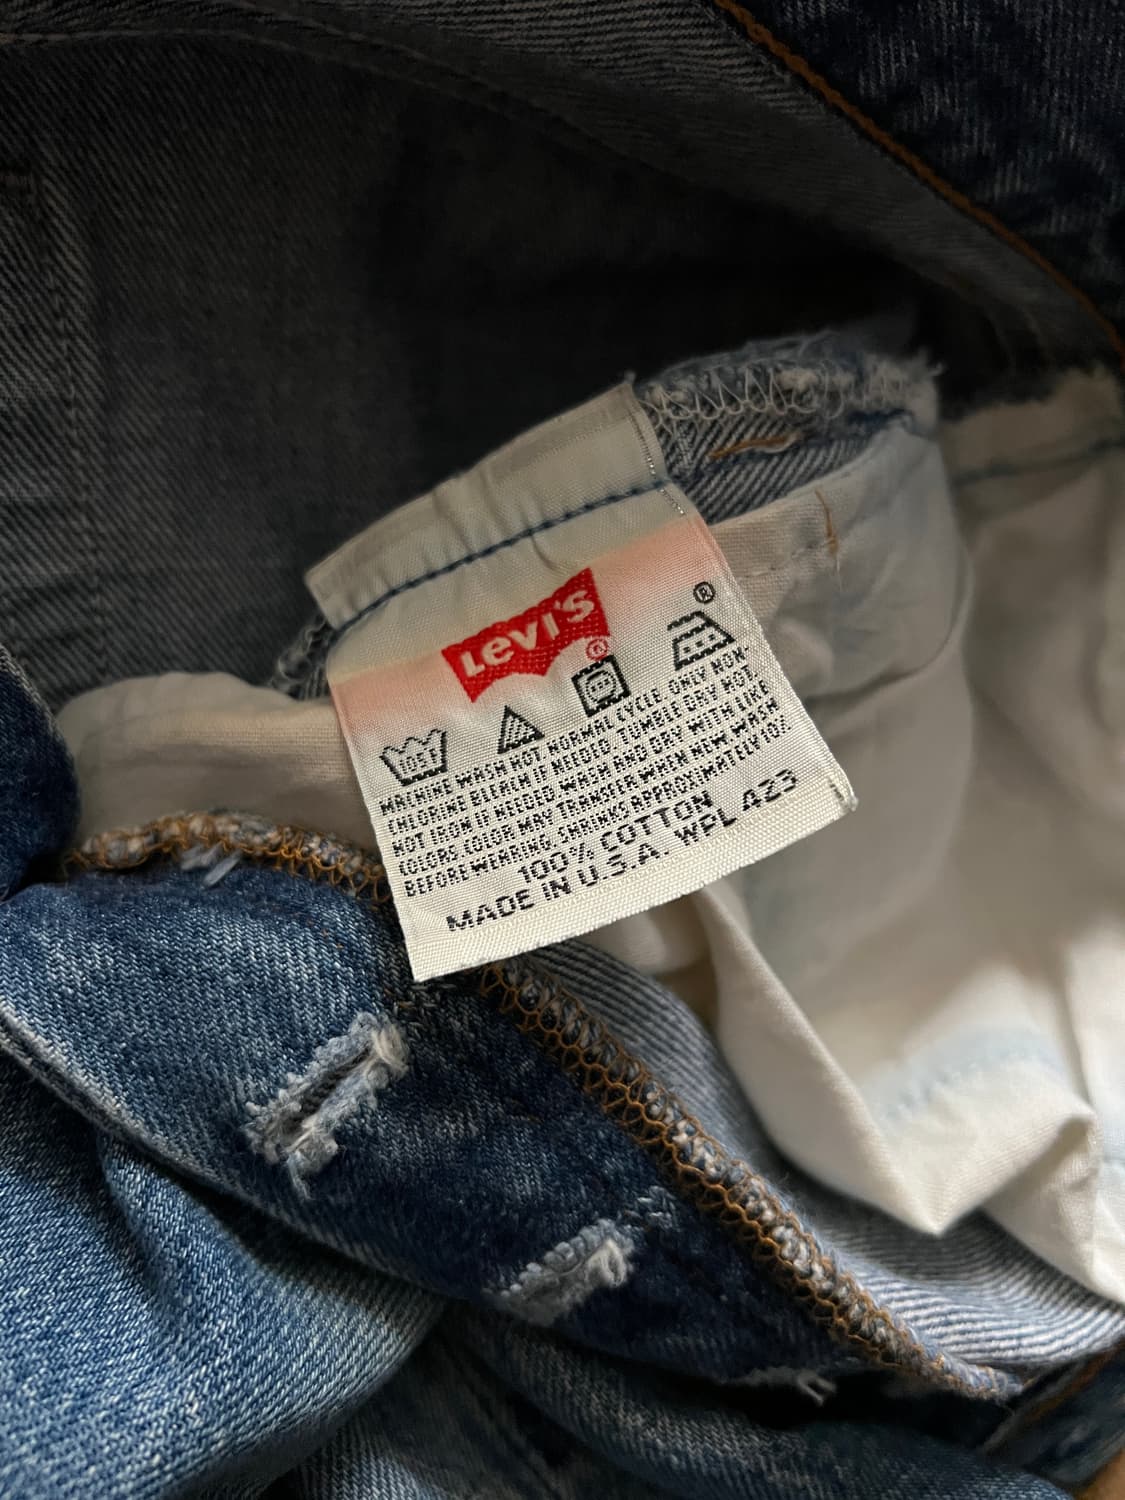 Levi's®
®
105F
MACHINE WASH HOT NORMAL CYCLE. ONLY NON-
CHLORINE BLEACH IF NEEDED. TUMBLE DRY HOT.
HOT IRON IF NEEDED. WASH AND DRY WITH LIKE
COLORS. COLOR MAY TRANSFER WHEN NEW. WASH
BEFORE WEARING. SHRINKS APPROXIMATELY 10%
100% COTTON
MADE IN U.S.A. WPL 423